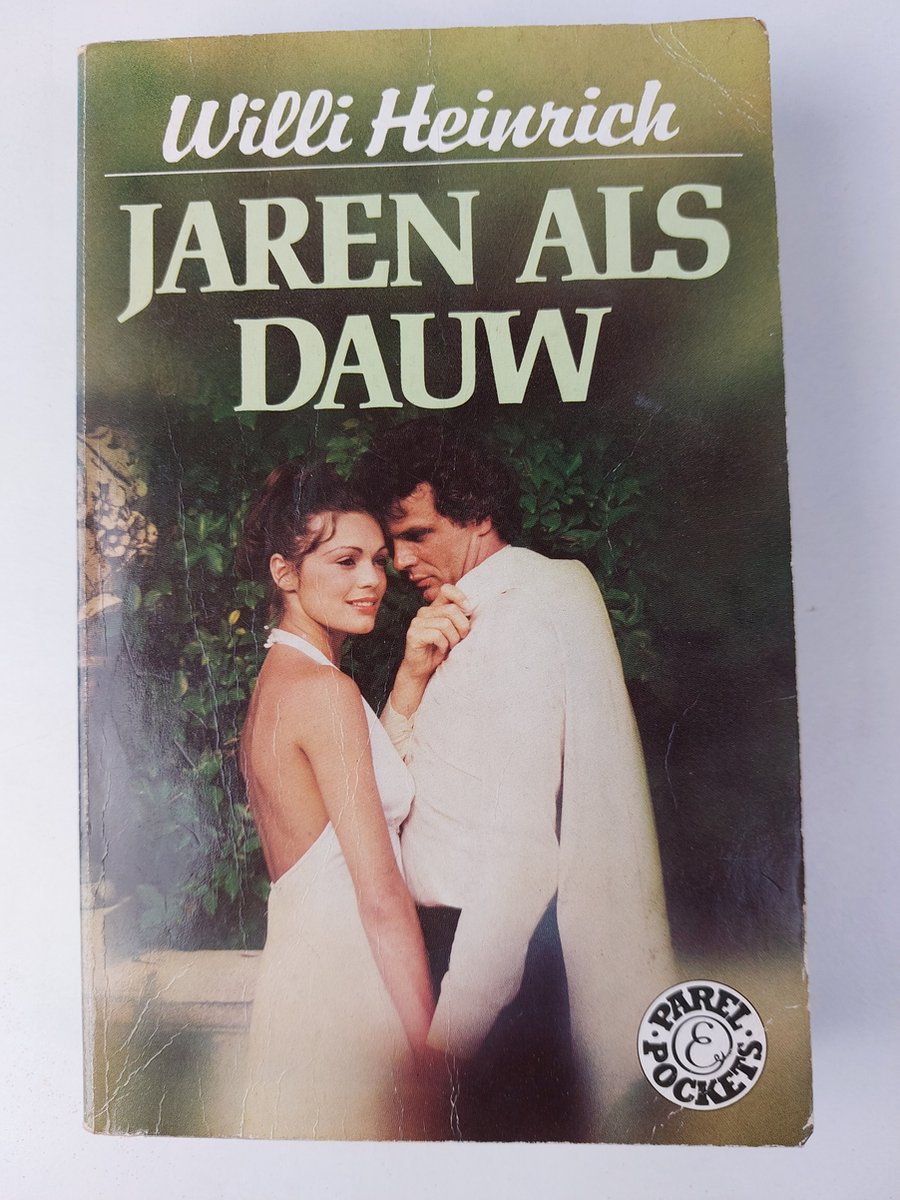 Willi Heinrich
JAREN ALS
DAUW
PAREL
E
POCKETS